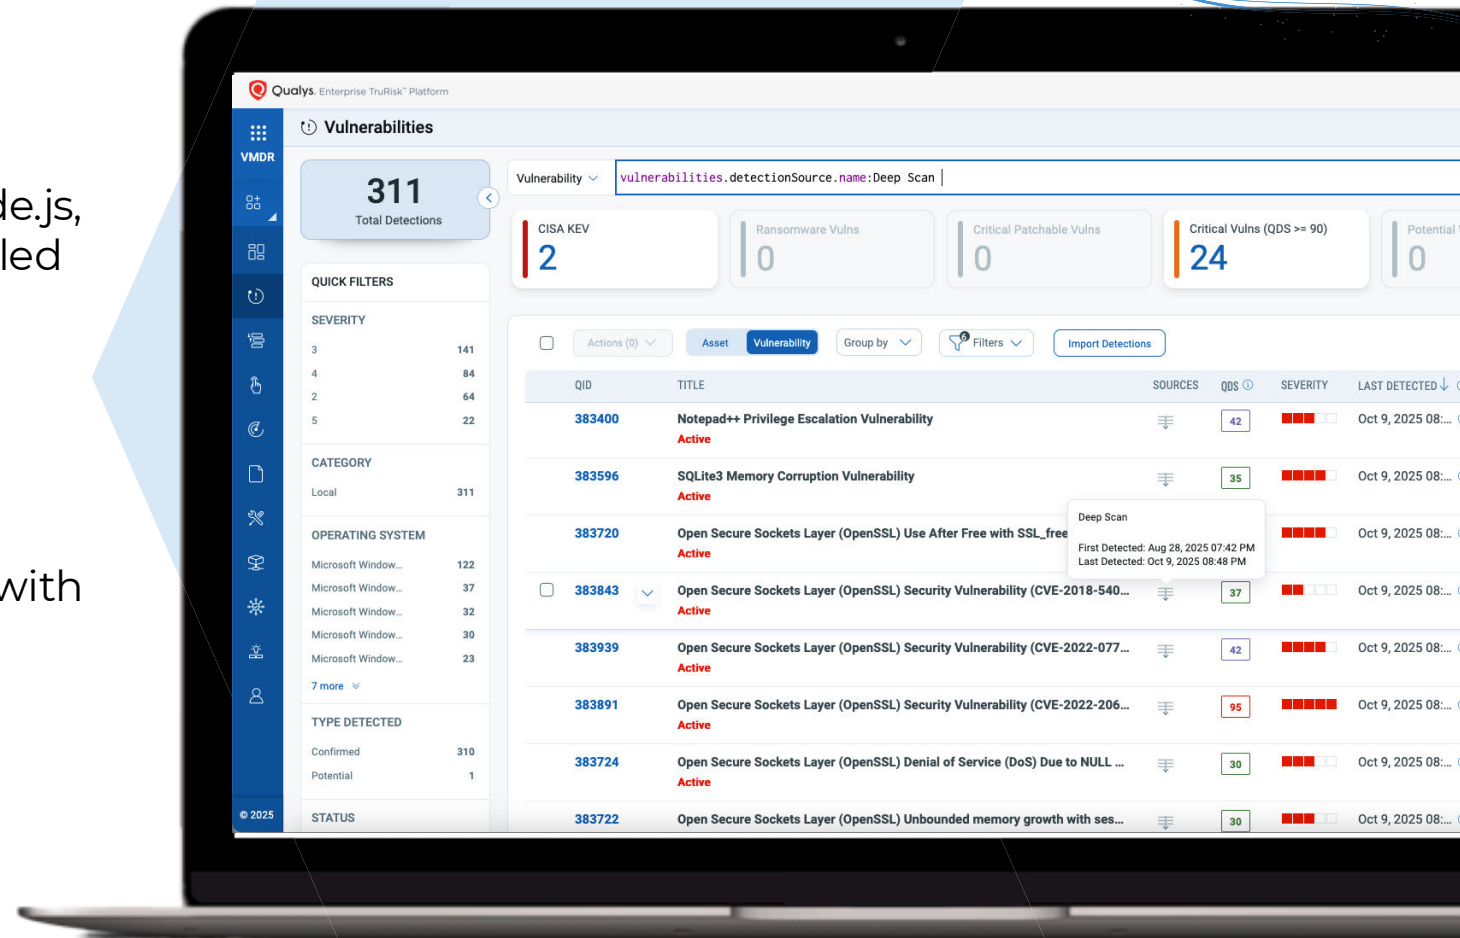 de.js,
led
with
Qualys. Enterprise TruRisk™ Platform
VMDR
Vulnerabilities
311
Total Detections
Vulnerability
vulnerabilities.detectionSource.name:Deep Scan
CISA KEV
2
Ransomware Vulns
0
Critical Patchable Vulns
0
Critical Vulns (QDS >= 90)
24
Potential
0
QUICK FILTERS
SEVERITY
3 141
4 84
2 64
5 22
CATEGORY
Local 311
OPERATING SYSTEM
Microsoft Window... 122
Microsoft Window... 37
Microsoft Window... 32
Microsoft Window... 30
Microsoft Window... 23
7 more
TYPE DETECTED
Confirmed 310
Potential 1
STATUS
© 2025
Actions (0)
Asset
Vulnerability
Group by
6
Filters
Import Detections
QID TITLE SOURCES QDS SEVERITY LAST DETECTED
383400 Notepad++ Privilege Escalation Vulnerability 42 Oct 9, 2025 08:...
Active
383596 SQLite3 Memory Corruption Vulnerability 35 Oct 9, 2025 08:...
Active
383720 Open Secure Sockets Layer (OpenSSL) Use After Free with SSL_free Oct 9, 2025 08:...
Active
Deep Scan
First Detected: Aug 28, 2025 07:42 PM
Last Detected: Oct 9, 2025 08:48 PM
383843 Open Secure Sockets Layer (OpenSSL) Security Vulnerability (CVE-2018-540... 37 Oct 9, 2025 08:...
Active
383939 Open Secure Sockets Layer (OpenSSL) Security Vulnerability (CVE-2022-077... 42 Oct 9, 2025 08:...
Active
383891 Open Secure Sockets Layer (OpenSSL) Security Vulnerability (CVE-2022-206... 95 Oct 9, 2025 08:...
Active
383724 Open Secure Sockets Layer (OpenSSL) Denial of Service (DoS) Due to NULL ... 30 Oct 9, 2025 08:...
Active
383722 Open Secure Sockets Layer (OpenSSL) Unbounded memory growth with ses... 30 Oct 9, 2025 08:...